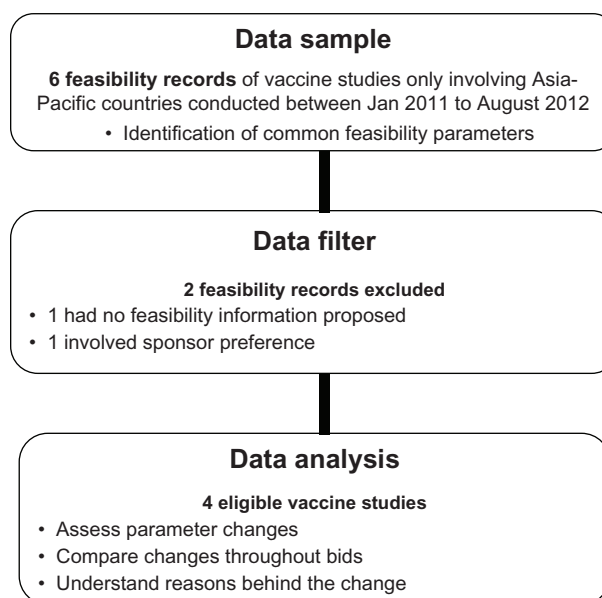 Data sample
6 feasibility records of vaccine studies only involving Asia-
Pacific countries conducted between Jan 2011 to August 2012
• Identification of common feasibility parameters
Data filter
2 feasibility records excluded
• 1 had no feasibility information proposed
• 1 involved sponsor preference
Data analysis
4 eligible vaccine studies
• Assess parameter changes
• Compare changes throughout bids
• Understand reasons behind the change